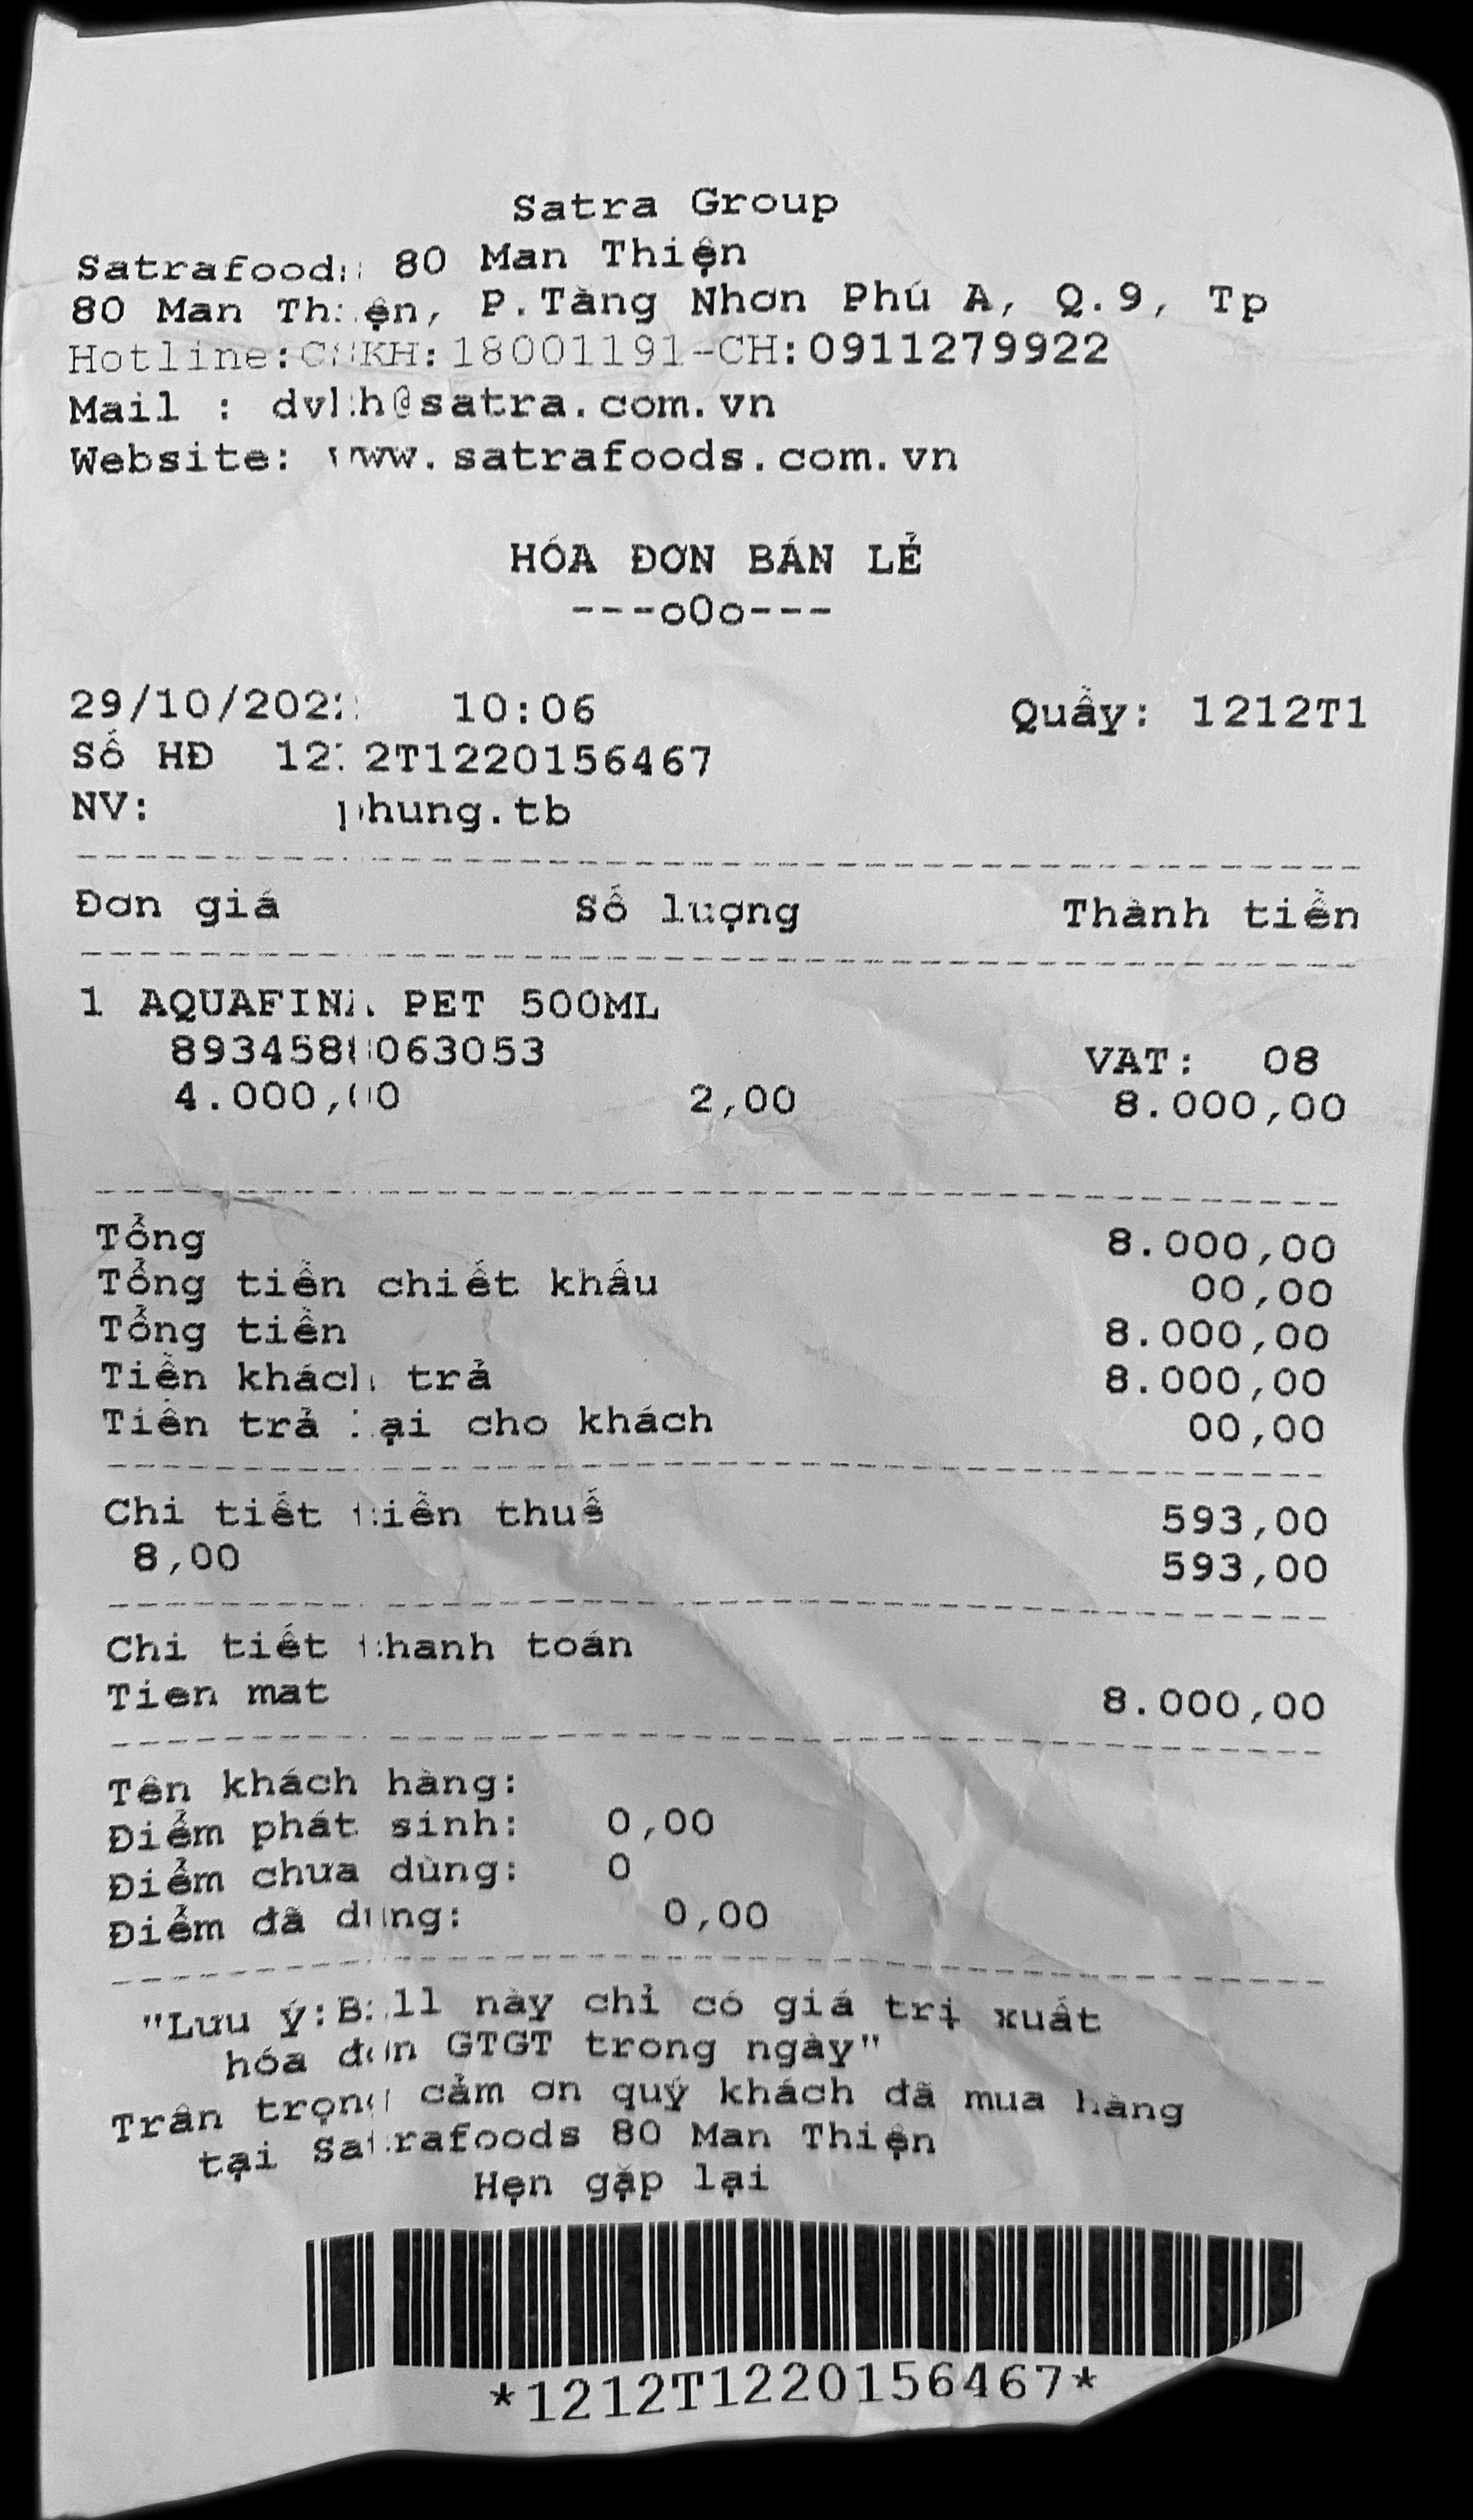 Satra Group
Satrafoods 80 Man Thiện
80 Man Thiện, P.Tăng Nhơn Phú A, Q.9, Tp
Hotline:CSKH:18001191-CH:0911279922
Mail : dvkh@satra.com.vn
Website: www.satrafoods.com.vn
HÓA ĐƠN BÁN LẺ
---oOo---
29/10/2022 10:06 Quầy: 1212T1
Số HĐ 1212T1220156467
NV: phung.tb
Đơn giá Số lượng Thành tiền
1 AQUAFINA PET 500ML
8934588063053 VAT: 08
4.000,00 2,00 8.000,00
Tổng 8.000,00
Tổng tiền chiết khấu 00,00
Tổng tiền 8.000,00
Tiền khách trả 8.000,00
Tiền trả lại cho khách 00,00
Chi tiết tiền thuế 593,00
8,00 593,00
Chi tiết thanh toán
Tien mat 8.000,00
Tên khách hàng:
Điểm phát sinh: 0,00
Điểm chưa dùng: 0
Điểm đã dùng: 0,00
"Lưu ý:Bill này chỉ có giá trị xuất
hóa đơn GTGT trong ngày"
Trân trọng cảm ơn quý khách đã mua hàng
tại Satrafoods 80 Man Thiện
Hẹn gặp lại
*1212T1220156467*